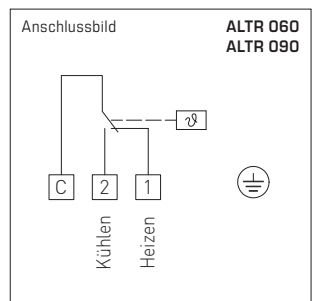 Anschlussbild
ALTR 060
ALTR 090
ϑ
C 2 1
Kühlen
Heizen